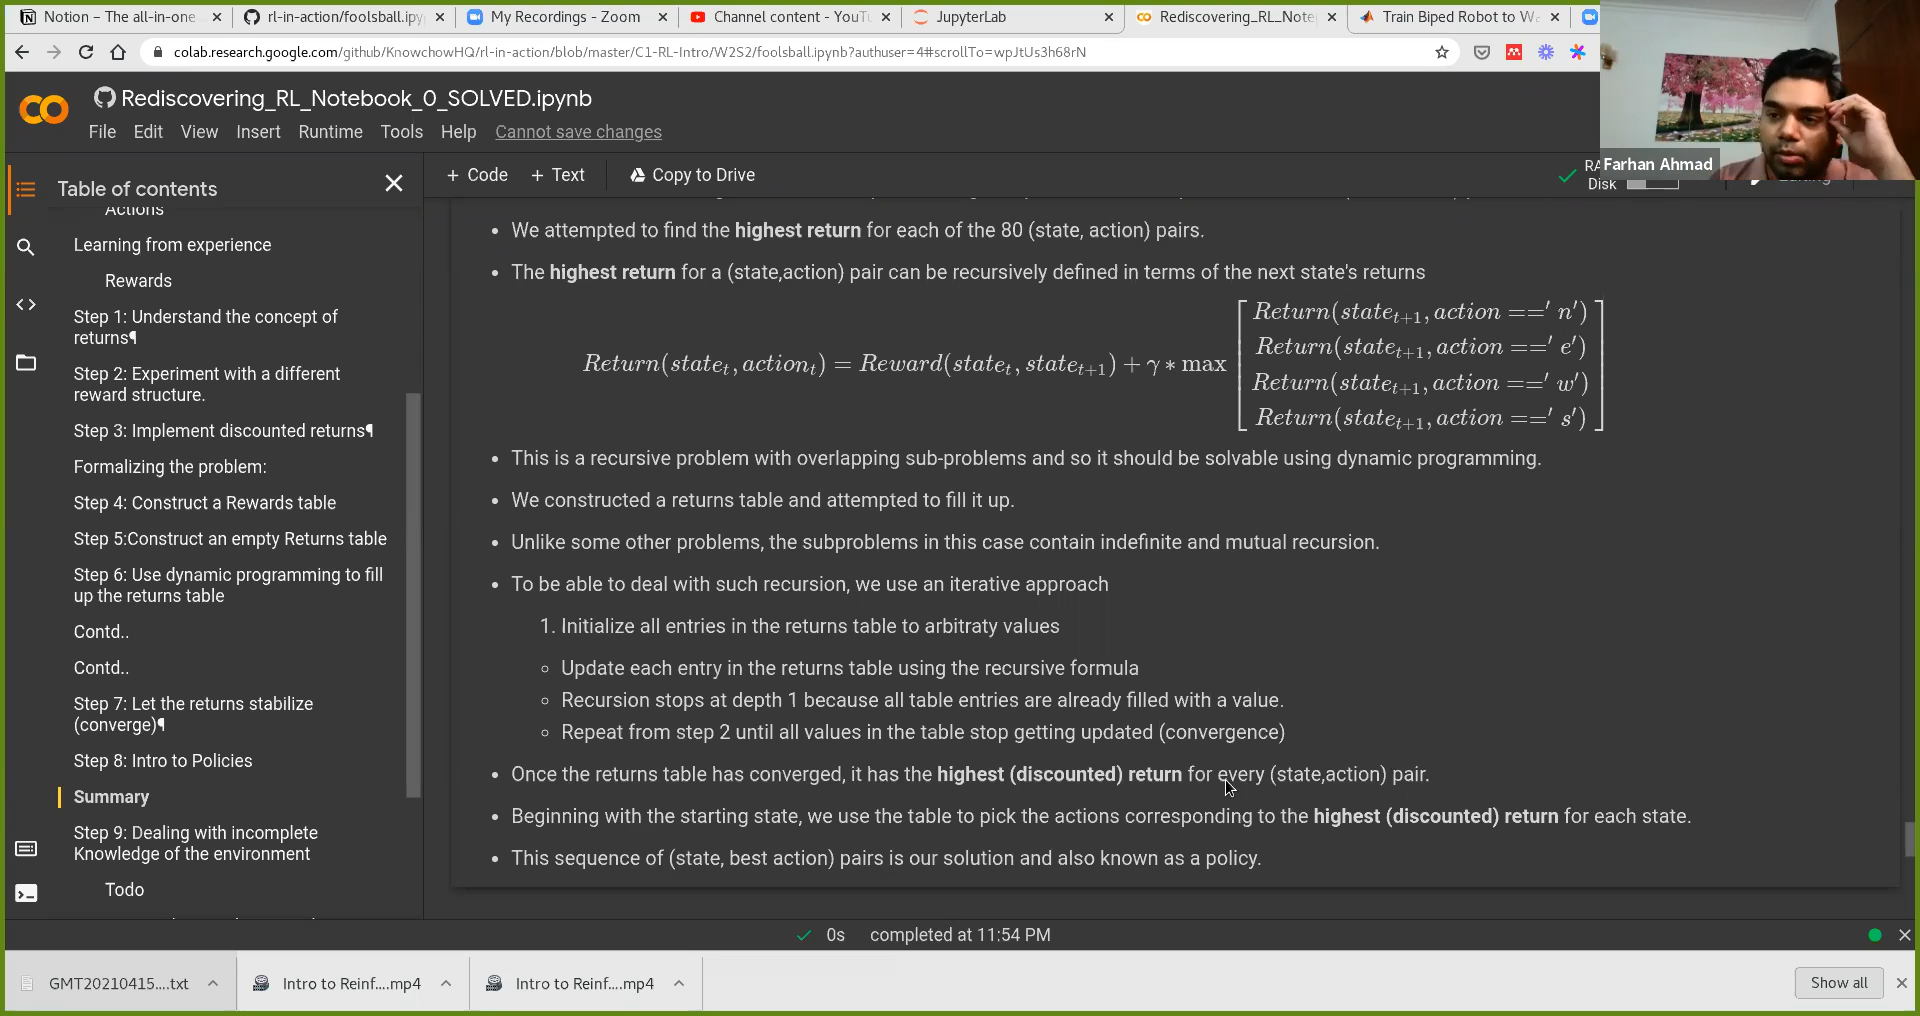 Notion – The all-in-one
rl-in-action/foolsball.ipy
My Recordings - Zoom
Channel content - YouTu
JupyterLab
Rediscovering_RL_Note
Train Biped Robot to Wa
colab.research.google.com/github/KnowchowHQ/rl-in-action/blob/master/C1-RL-Intro/W2S2/foolsball.ipynb?authuser=4#scrollTo=wpJtUs3h68rN
Rediscovering_RL_Notebook_0_SOLVED.ipynb
File Edit View Insert Runtime Tools Help Cannot save changes
Farhan Ahmad
Table of contents
+ Code + Text Copy to Drive
RA
Disk
Editing
Actions
Learning from experience
Rewards
Step 1: Understand the concept of
returns¶
Step 2: Experiment with a different
reward structure.
Step 3: Implement discounted returns¶
Formalizing the problem:
Step 4: Construct a Rewards table
Step 5:Construct an empty Returns table
Step 6: Use dynamic programming to fill
up the returns table
Contd..
Contd..
Step 7: Let the returns stabilize
(converge)¶
Step 8: Intro to Policies
Summary
Step 9: Dealing with incomplete
Knowledge of the environment
Todo
• We attempted to find the highest return for each of the 80 (state, action) pairs.
• The highest return for a (state,action) pair can be recursively defined in terms of the next state's returns
Return(state_t, action_t) = Reward(state_t, state_{t+1}) + γ * max
Return(state_{t+1}, action ==' n')
Return(state_{t+1}, action ==' e')
Return(state_{t+1}, action ==' w')
Return(state_{t+1}, action ==' s')
• This is a recursive problem with overlapping sub-problems and so it should be solvable using dynamic programming.
• We constructed a returns table and attempted to fill it up.
• Unlike some other problems, the subproblems in this case contain indefinite and mutual recursion.
• To be able to deal with such recursion, we use an iterative approach
1. Initialize all entries in the returns table to arbitraty values
◦ Update each entry in the returns table using the recursive formula
◦ Recursion stops at depth 1 because all table entries are already filled with a value.
◦ Repeat from step 2 until all values in the table stop getting updated (convergence)
• Once the returns table has converged, it has the highest (discounted) return for every (state,action) pair.
• Beginning with the starting state, we use the table to pick the actions corresponding to the highest (discounted) return for each state.
• This sequence of (state, best action) pairs is our solution and also known as a policy.
0s completed at 11:54 PM
GMT20210415....txt
Intro to Reinf....mp4
Intro to Reinf....mp4
Show all